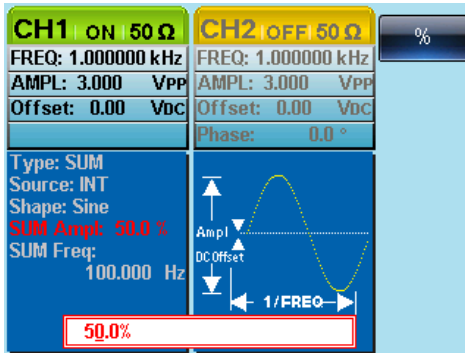 CH1 ON 50 Ω CH2 OFF 50 Ω %
FREQ: 1.000000 kHz FREQ: 1.000000 kHz
AMPL: 3.000 VPP AMPL: 3.000 VPP
Offset: 0.00 VDC Offset: 0.00 VDC
Phase: 0.0 °
Type: SUM
Source: INT
Shape: Sine
SUM Ampl: 50.0 %
SUM Freq:
100.000 Hz
Ampl
DC Offset
1/FREQ
50.0%